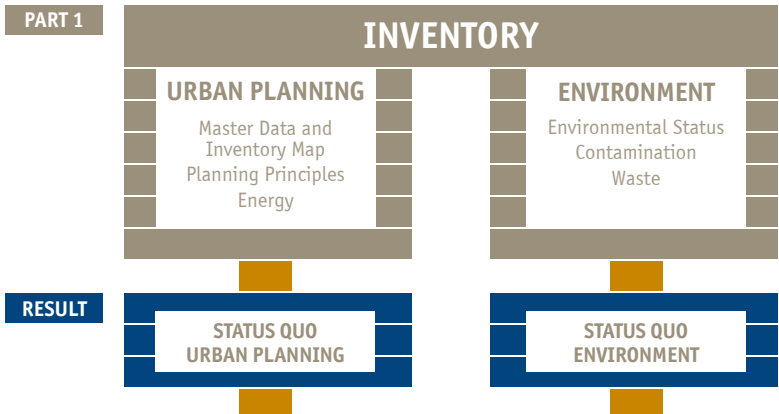 PART 1
INVENTORY
URBAN PLANNING
Master Data and
Inventory Map
Planning Principles
Energy
ENVIRONMENT
Environmental Status
Contamination
Waste
RESULT
STATUS QUO
URBAN PLANNING
STATUS QUO
ENVIRONMENT